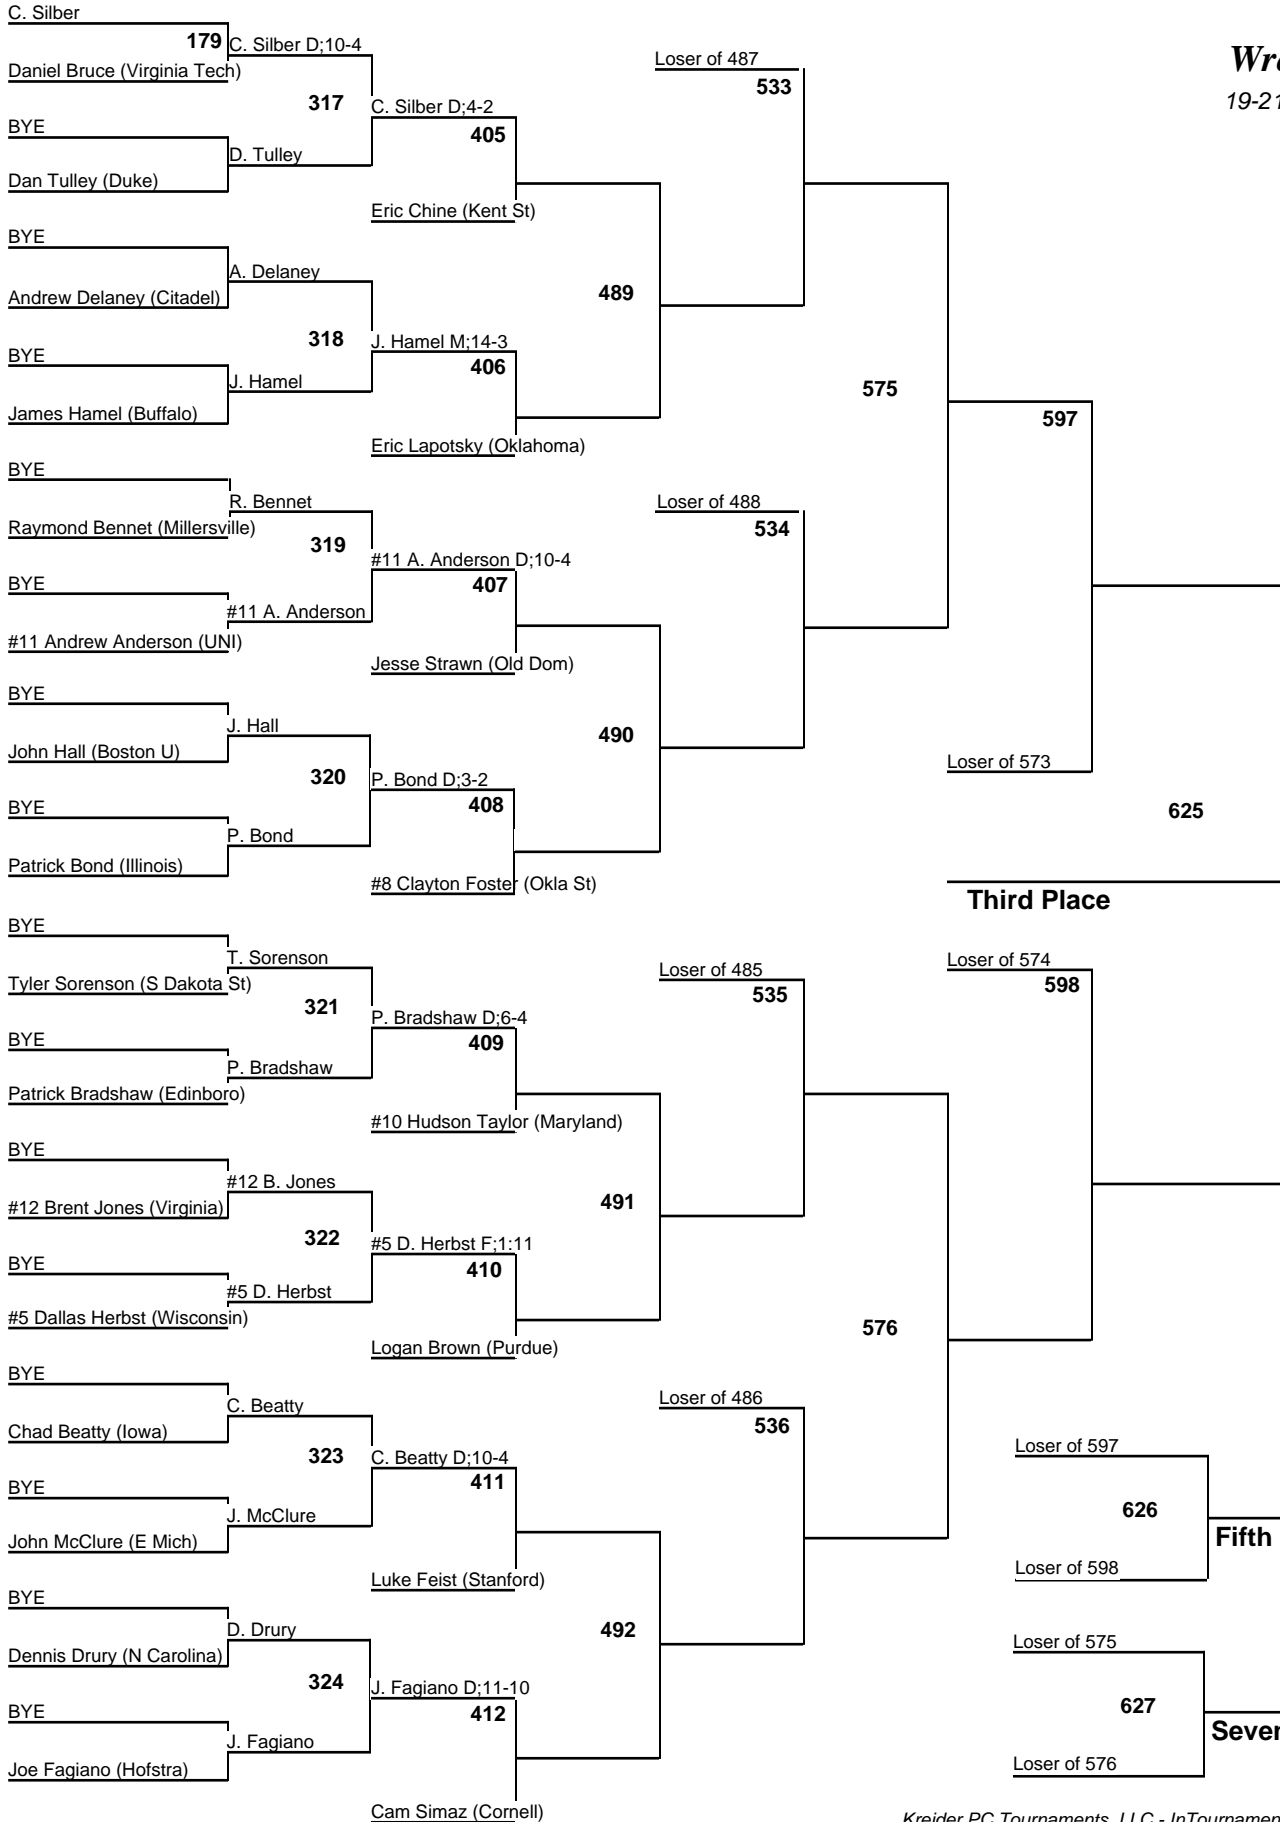 C. Silber
179
C. Silber D;10-4
Daniel Bruce (Virginia Tech)
317
C. Silber D;4-2
405
BYE
D. Tulley
Dan Tulley (Duke)
Eric Chine (Kent St)
BYE
A. Delaney
Andrew Delaney (Citadel)
489
318
J. Hamel M;14-3
406
BYE
J. Hamel
James Hamel (Buffalo)
Eric Lapotsky (Oklahoma)
BYE
R. Bennet
Raymond Bennet (Millersville)
319
#11 A. Anderson D;10-4
407
BYE
#11 A. Anderson
#11 Andrew Anderson (UNI)
Jesse Strawn (Old Dom)
BYE
J. Hall
John Hall (Boston U)
490
320
P. Bond D;3-2
408
BYE
P. Bond
Patrick Bond (Illinois)
#8 Clayton Foster (Okla St)
BYE
T. Sorenson
Tyler Sorenson (S Dakota St)
321
P. Bradshaw D;6-4
409
BYE
P. Bradshaw
Patrick Bradshaw (Edinboro)
#10 Hudson Taylor (Maryland)
BYE
#12 B. Jones
#12 Brent Jones (Virginia)
491
322
#5 D. Herbst F;1:11
410
BYE
#5 D. Herbst
#5 Dallas Herbst (Wisconsin)
Logan Brown (Purdue)
BYE
C. Beatty
Chad Beatty (Iowa)
323
C. Beatty D;10-4
411
BYE
J. McClure
John McClure (E Mich)
Luke Feist (Stanford)
BYE
D. Drury
Dennis Drury (N Carolina)
492
324
J. Fagiano D;11-10
412
BYE
J. Fagiano
Joe Fagiano (Hofstra)
Cam Simaz (Cornell)
Loser of 487
533
575
Loser of 488
534
597
Loser of 573
625
Third Place
Loser of 485
535
Loser of 574
598
576
Loser of 486
536
Loser of 597
626
Fifth
Loser of 598
Loser of 575
627
Loser of 576
19-21
Kreider PC Tournaments, LLC - InTournamen